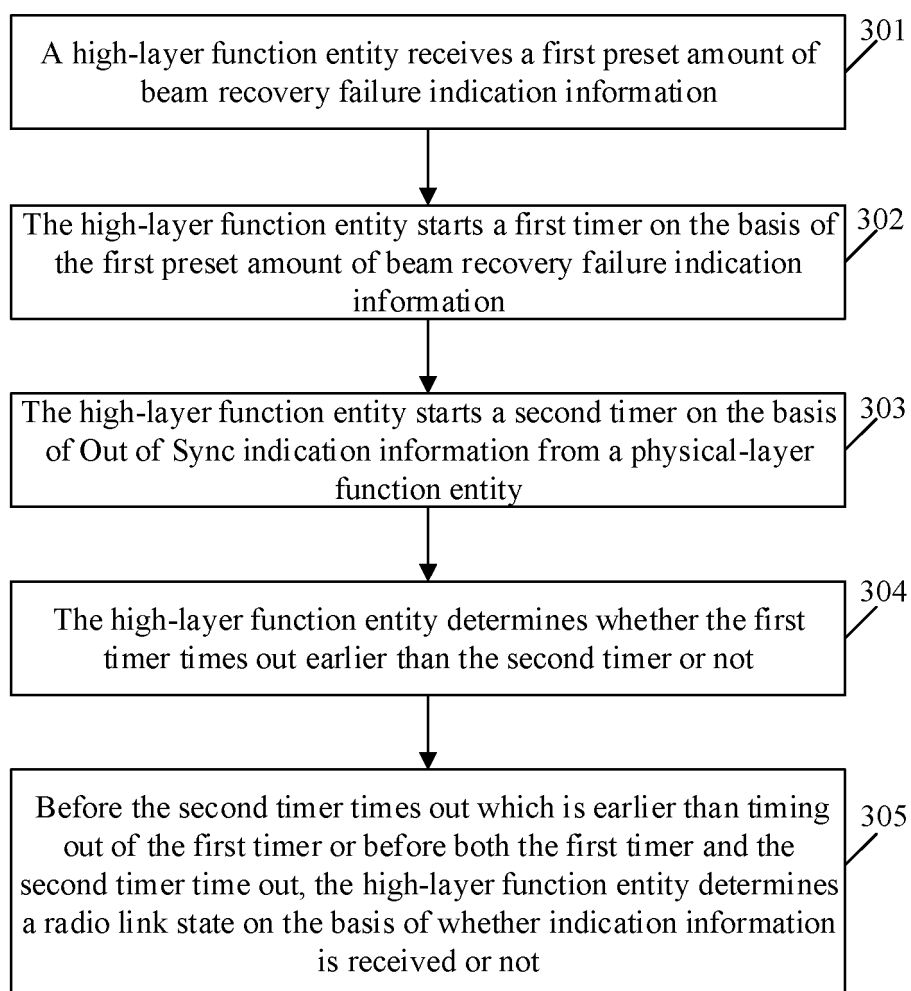 A high-layer function entity receives a first preset amount of
beam recovery failure indication information
301
The high-layer function entity starts a first timer on the basis of
the first preset amount of beam recovery failure indication
information
302
The high-layer function entity starts a second timer on the basis
of Out of Sync indication information from a physical-layer
function entity
303
The high-layer function entity determines whether the first
timer times out earlier than the second timer or not
304
Before the second timer times out which is earlier than timing
out of the first timer or before both the first timer and the
second timer time out, the high-layer function entity determines
a radio link state on the basis of whether indication information
is received or not
305